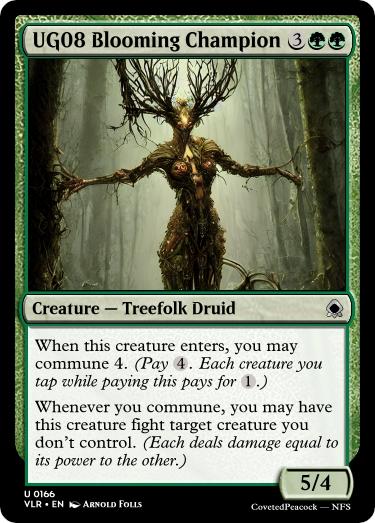 UG08 Blooming Champion 3
Creature — Treefolk Druid
When this creature enters, you may
commune 4. (Pay 4. Each creature you
tap while paying this pays for 1.)
Whenever you commune, you may have
this creature fight target creature you
don't control. (Each deals damage equal to
its power to the other.)
5/4
U 0166
VLR • EN Arnold Folls
CovetedPeacock — NFS